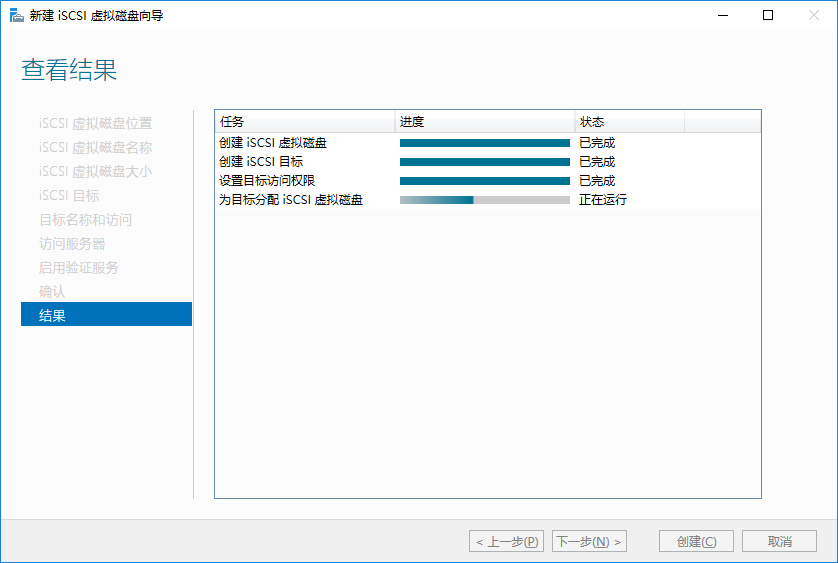 新建 iSCSI 虚拟磁盘向导
查看结果
iSCSI 虚拟磁盘位置
iSCSI 虚拟磁盘名称
iSCSI 虚拟磁盘大小
iSCSI 目标
目标名称和访问
访问服务器
启用验证服务
确认
结果
任务 进度 状态
创建 iSCSI 虚拟磁盘 已完成
创建 iSCSI 目标 已完成
设置目标访问权限 已完成
为目标分配 iSCSI 虚拟磁盘 正在运行
< 上一步(P) 下一步(N) > 创建(C) 取消